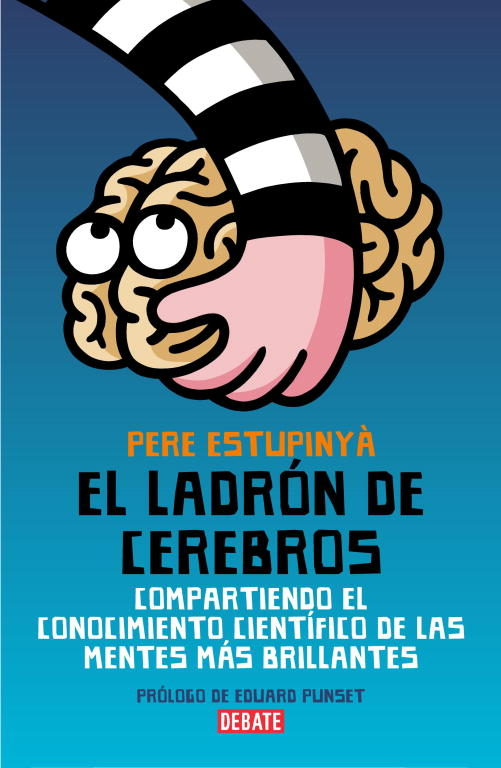 PERE ESTUPINYÀ
EL LADRÓN DE
CEREBROS
COMPARTIENDO EL
CONOCIMIENTO CIENTÍFICO DE LAS
MENTES MÁS BRILLANTES
PRÓLOGO DE EDUARD PUNSET
DEBATE